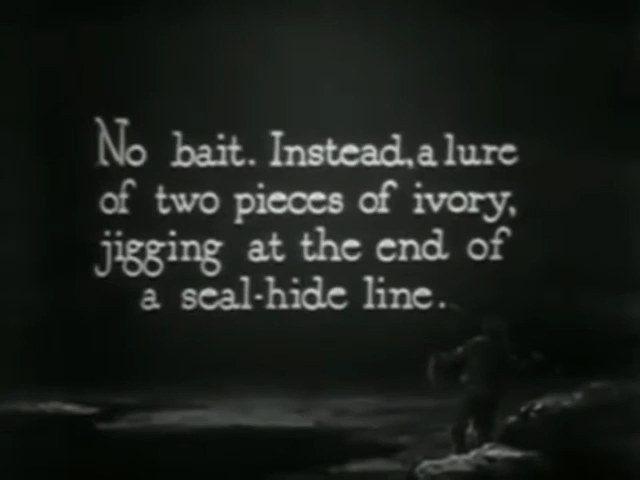 No bait. Instead, a lure
of two pieces of ivory,
jigging at the end of
a seal-hide line.